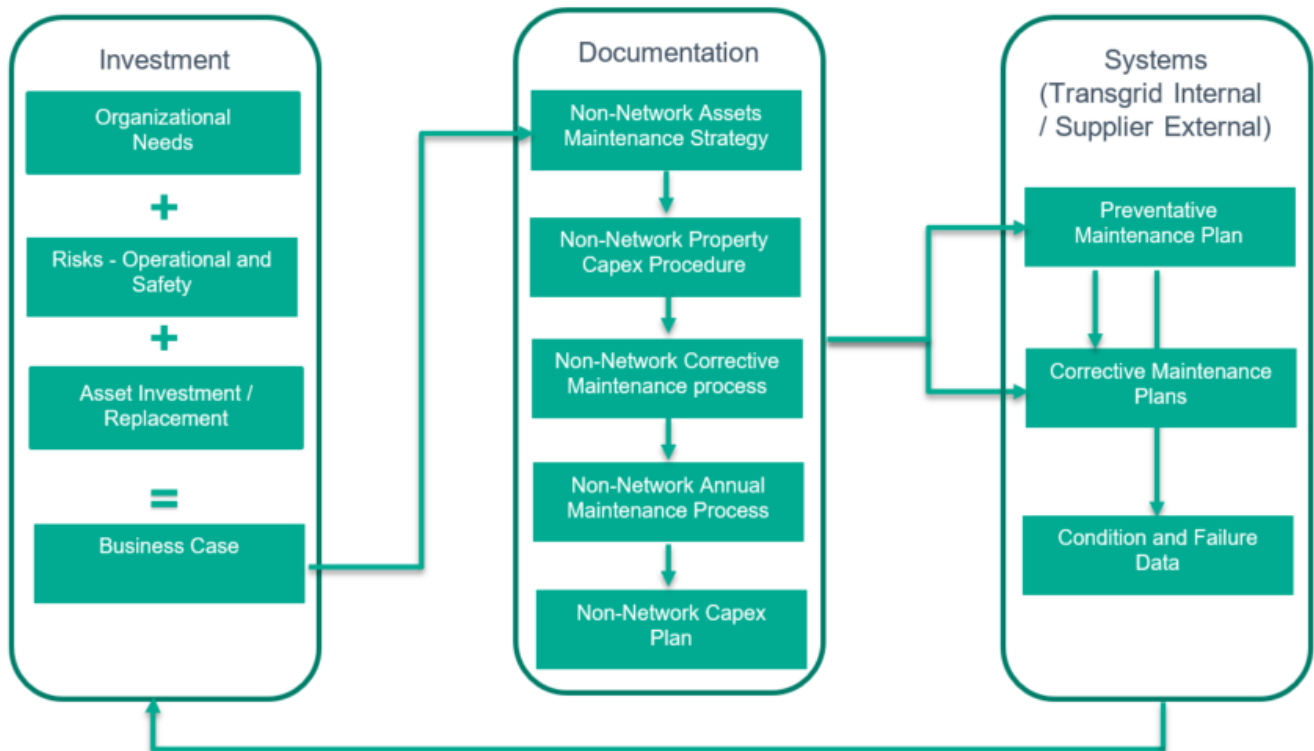 Investment
Organizational
Needs
+
Risks - Operational and
Safety
+
Asset Investment /
Replacement
=
Business Case
Documentation
Non-Network Assets
Maintenance Strategy
Non-Network Property
Capex Procedure
Non-Network Corrective
Maintenance process
Non-Network Annual
Maintenance Process
Non-Network Capex
Plan
Systems
(Transgrid Internal
/ Supplier External)
Preventative
Maintenance Plan
Corrective Maintenance
Plans
Condition and Failure
Data